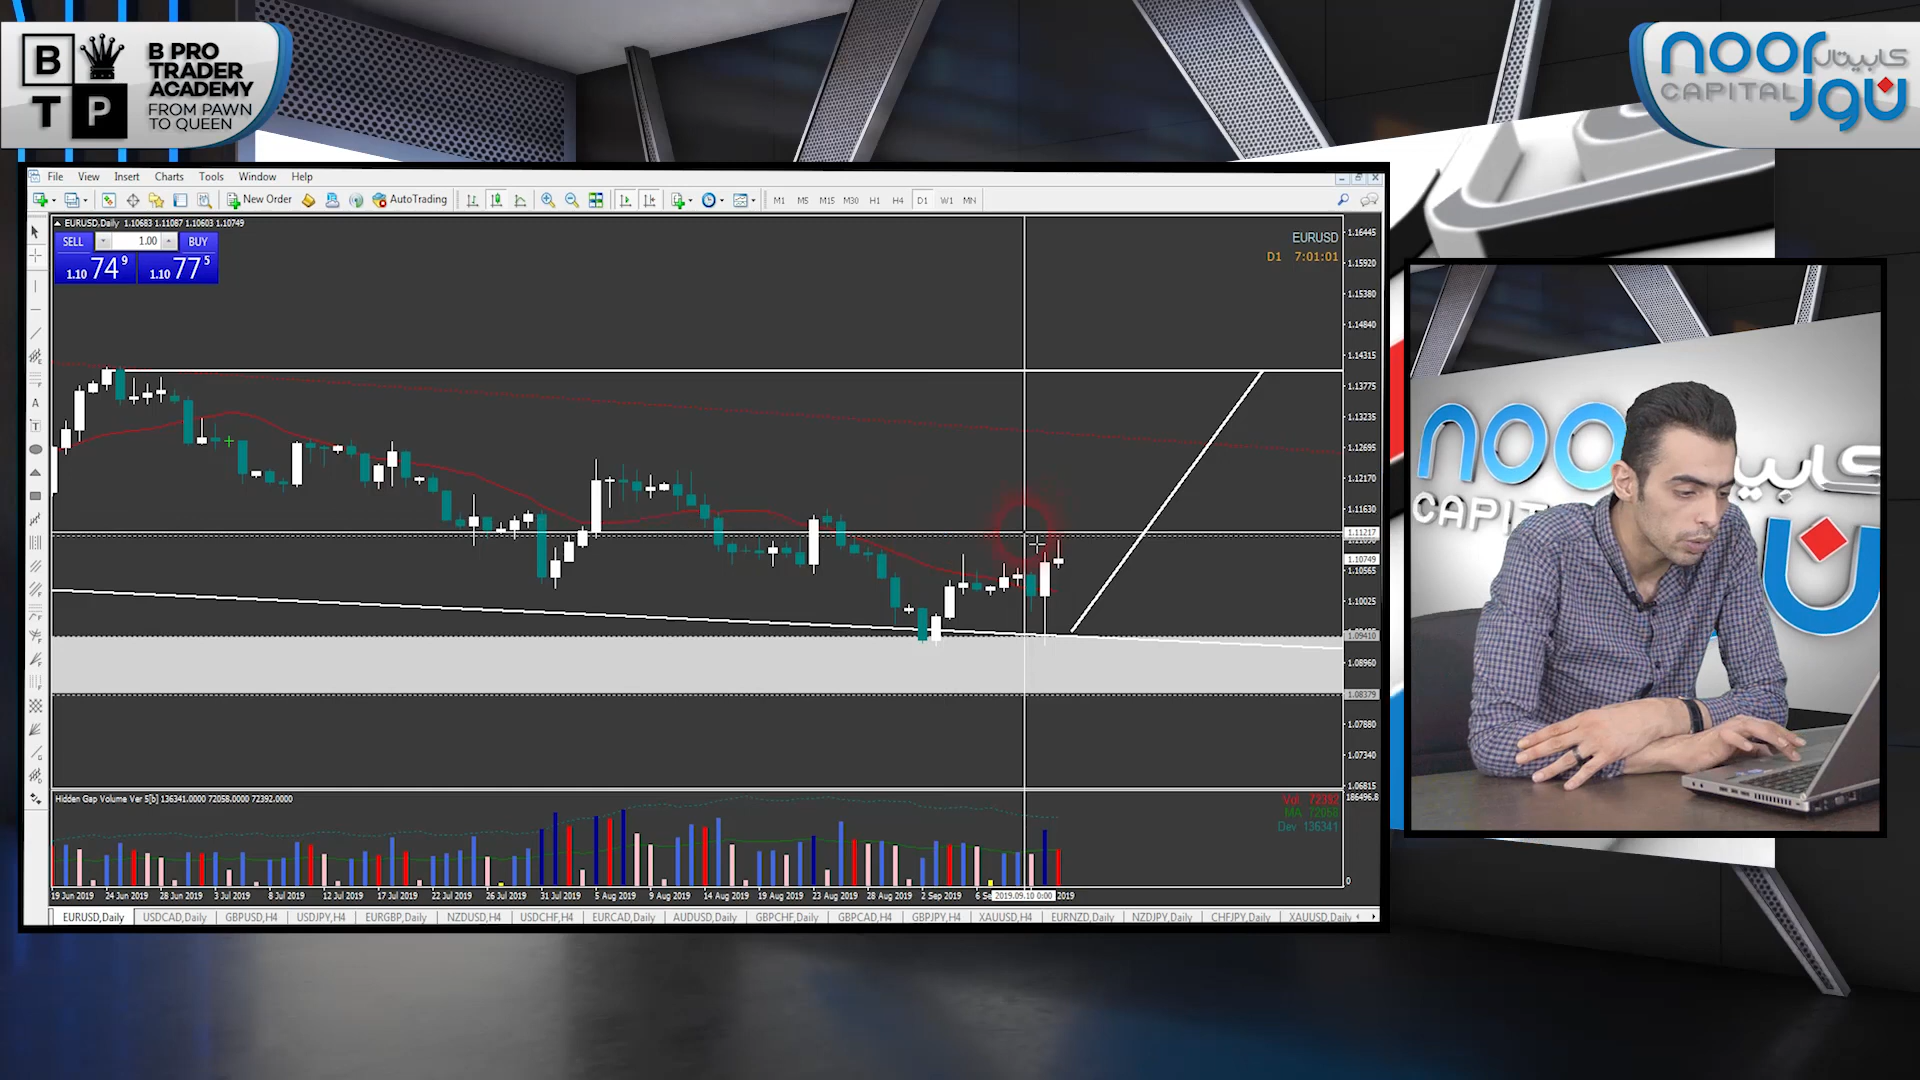 B
T P
B PRO
TRADER
ACADEMY
FROM PAWN
TO QUEEN
noor كابيتال
CAPITAL نور
File View Insert Charts Tools Window Help
New Order AutoTrading M1 M5 M15 M30 H1 H4 D1 W1 MN
EURUSD,Daily 1.10683 1.11087 1.10603 1.10749
SELL 1.00 BUY
1.10 74 9 1.10 77 5
EURUSD
D1 7:01:01
1.16445
1.15920
1.15380
1.14840
1.14315
1.13775
1.13235
1.12695
1.12170
1.11630
1.11217
1.10749
1.10565
1.10025
1.09410
1.08960
1.08379
1.07880
1.07340
1.06815
Hidden Gap Volume Ver 5[b] 136341.0000 72058.0000 72392.0000
186496.8
Vol 72392
MA 72058
Dev 136341
0
19 Jun 2019 24 Jun 2019 28 Jun 2019 3 Jul 2019 8 Jul 2019 12 Jul 2019 17 Jul 2019 22 Jul 2019 26 Jul 2019 31 Jul 2019 5 Aug 2019 9 Aug 2019 14 Aug 2019 19 Aug 2019 23 Aug 2019 28 Aug 2019 2 Sep 2019 6 Se 2019.09.10 0:00 2019
EURUSD,Daily USDCAD,Daily GBPUSD,H4 USDJPY,H4 EURGBP,Daily NZDUSD,H4 USDCHF,H4 EURCAD,Daily AUDUSD,Daily GBPCHF,Daily GBPCAD,H4 GBPJPY,H4 XAUUSD,H4 EURNZD,Daily NZDJPY,Daily CHFJPY,Daily XAUUSD,Daily